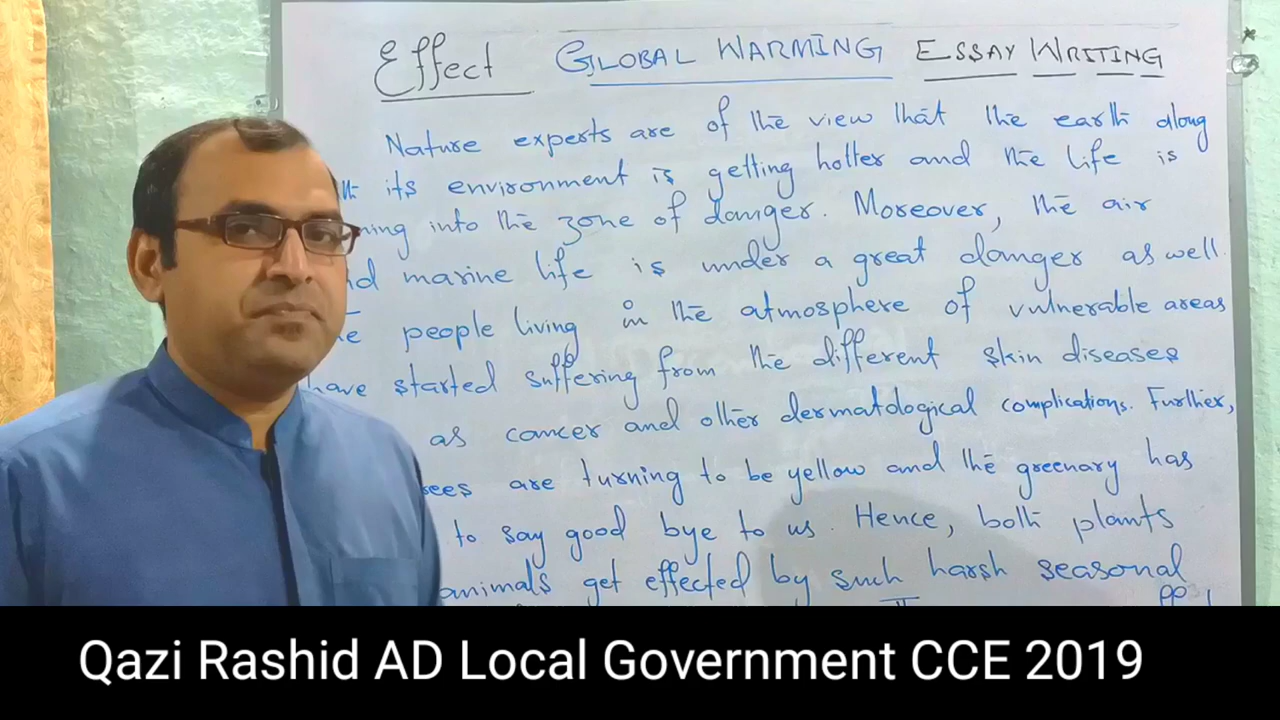 Effect GLOBAL WARMING ESSAY WRITING
Nature experts are of the view that the earth along
its environment is getting hotter and the life is
into the zone of danger. Moreover, the air
marine life is under a great danger as well.
people living in the atmosphere of vulnerable areas
have started suffering from the different skin diseases
as cancer and other dermatological complications. Further,
are turning to be yellow and the greenary has
to say good bye to us. Hence, both plants
animals get effected by such harsh seasonal
Qazi Rashid AD Local Government CCE 2019